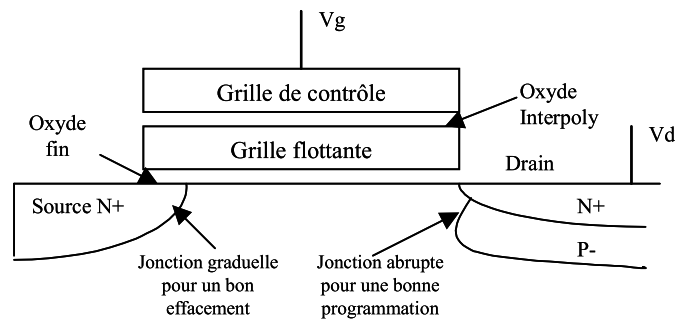 Vg
Grille de contrôle
Oxyde
Interpoly
Oxyde
fin
Grille flottante
Vd
Drain
Source N+
N+
P-
Jonction graduelle
pour un bon
effacement
Jonction abrupte
pour une bonne
programmation